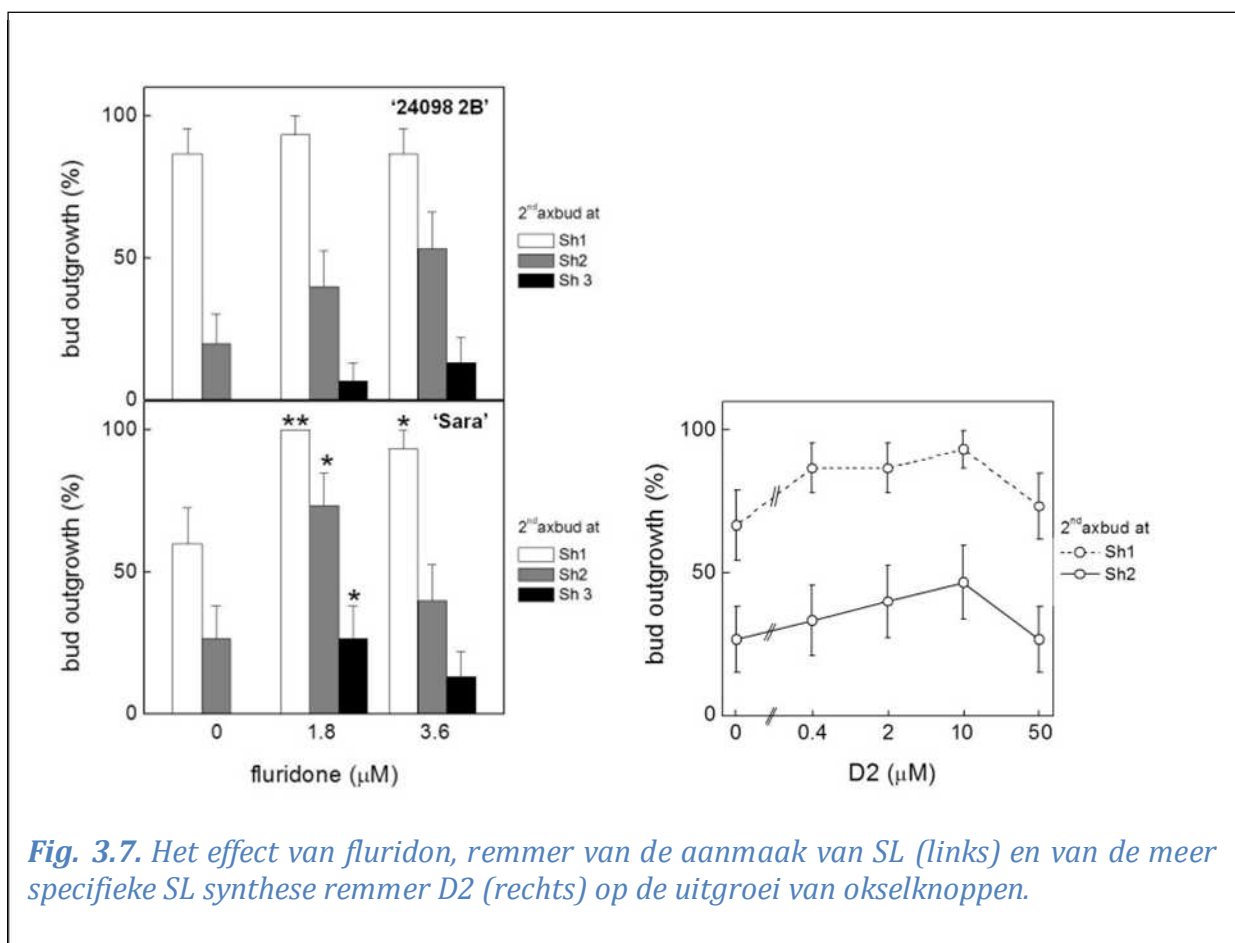 100
50
0
bud outgrowth (%)
'24098 2B'
2nd axbud at
Sh1
Sh2
Sh 3
100
50
0
bud outgrowth (%)
** * * *
'Sara'
2nd axbud at
Sh1
Sh2
Sh 3
0 1.8 3.6
fluridone (μM)
100
50
0
bud outgrowth (%)
2nd axbud at
Sh1
Sh2
0 0.4 2 10 50
D2 (μM)
Fig. 3.7. Het effect van fluridon, remmer van de aanmaak van SL (links) en van de meer
specifieke SL synthese remmer D2 (rechts) op de uitgroei van okselknoppen.